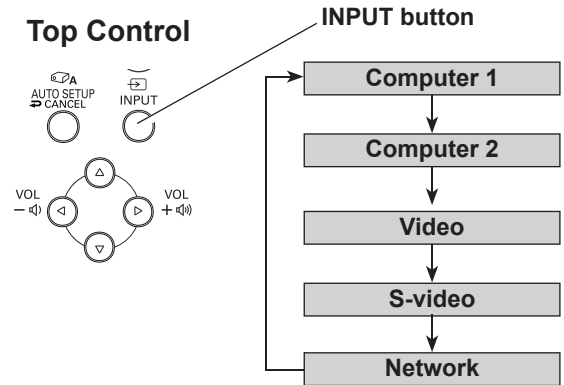 Top Control
INPUT button
A
AUTO SETUP
CANCEL
INPUT
VOL
−
VOL
+
Computer 1
Computer 2
Video
S-video
Network